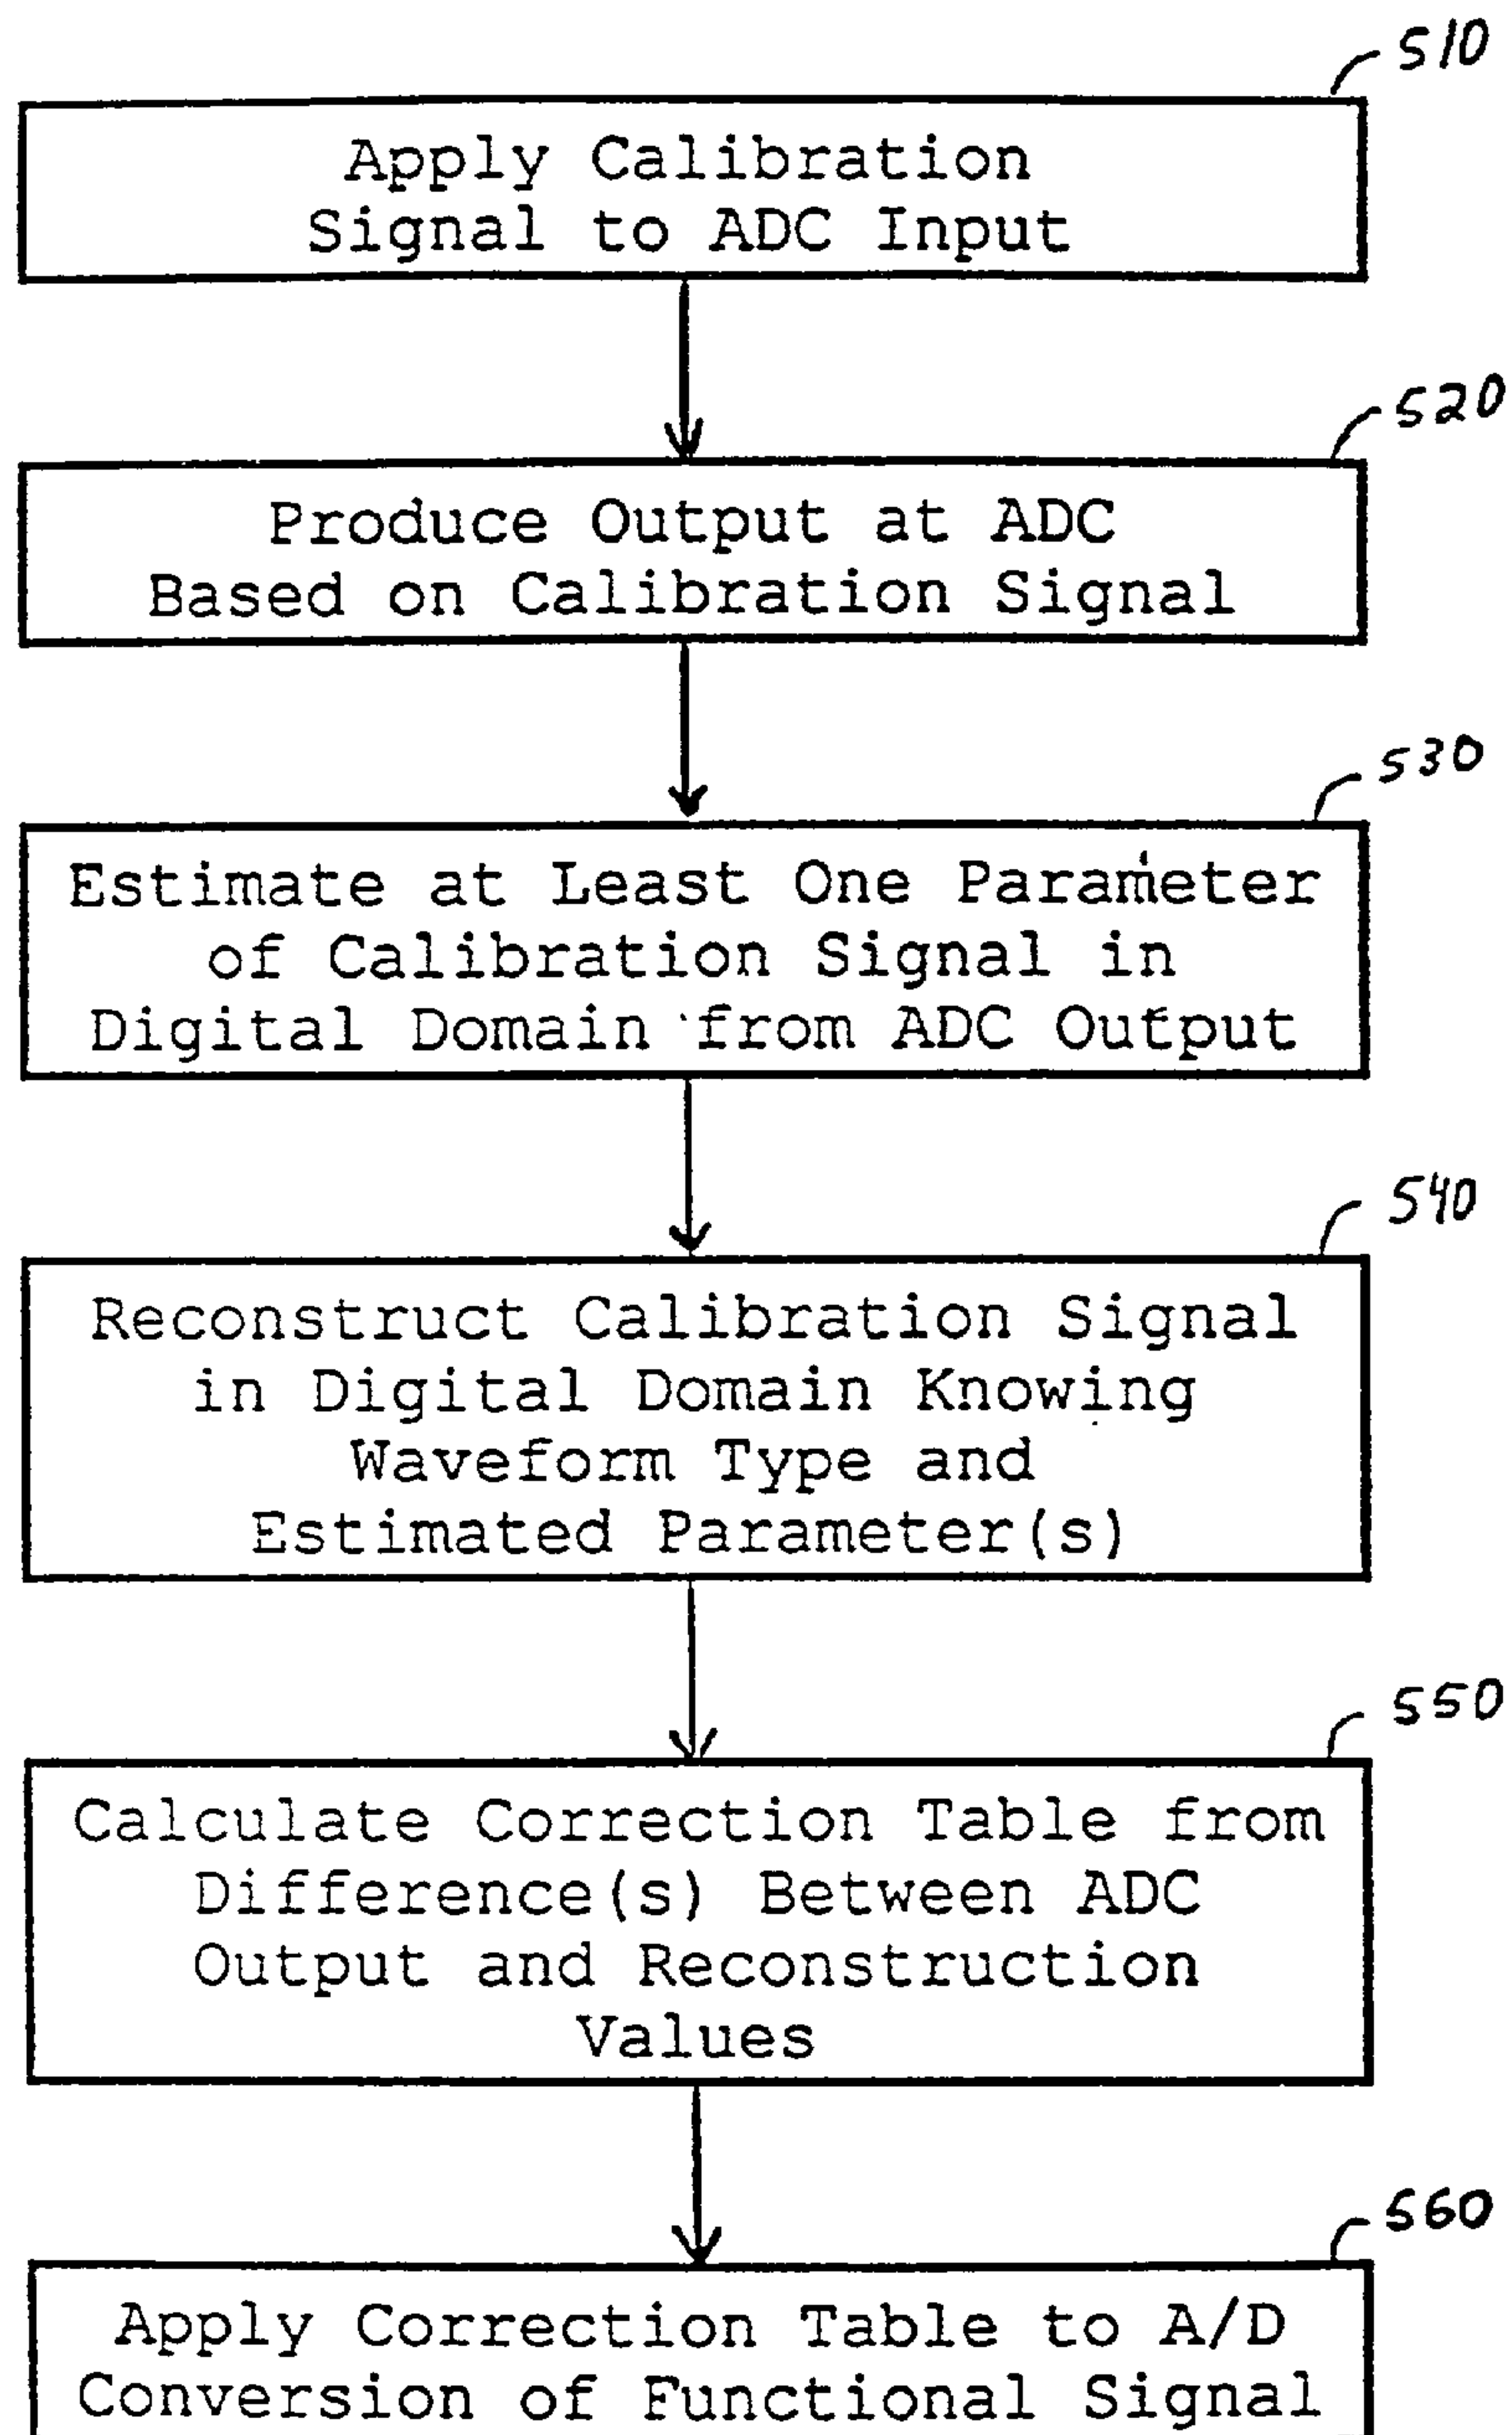 510
Apply Calibration
Signal to ADC Input
520
Produce Output at ADC
Based on Calibration Signal
530
Estimate at Least One Parameter
of Calibration Signal in
Digital Domain from ADC Output
540
Reconstruct Calibration Signal
in Digital Domain Knowing
Waveform Type and
Estimated Parameter(s)
550
Calculate Correction Table from
Difference(s) Between ADC
Output and Reconstruction
Values
560
Apply Correction Table to A/D
Conversion of Functional Signal